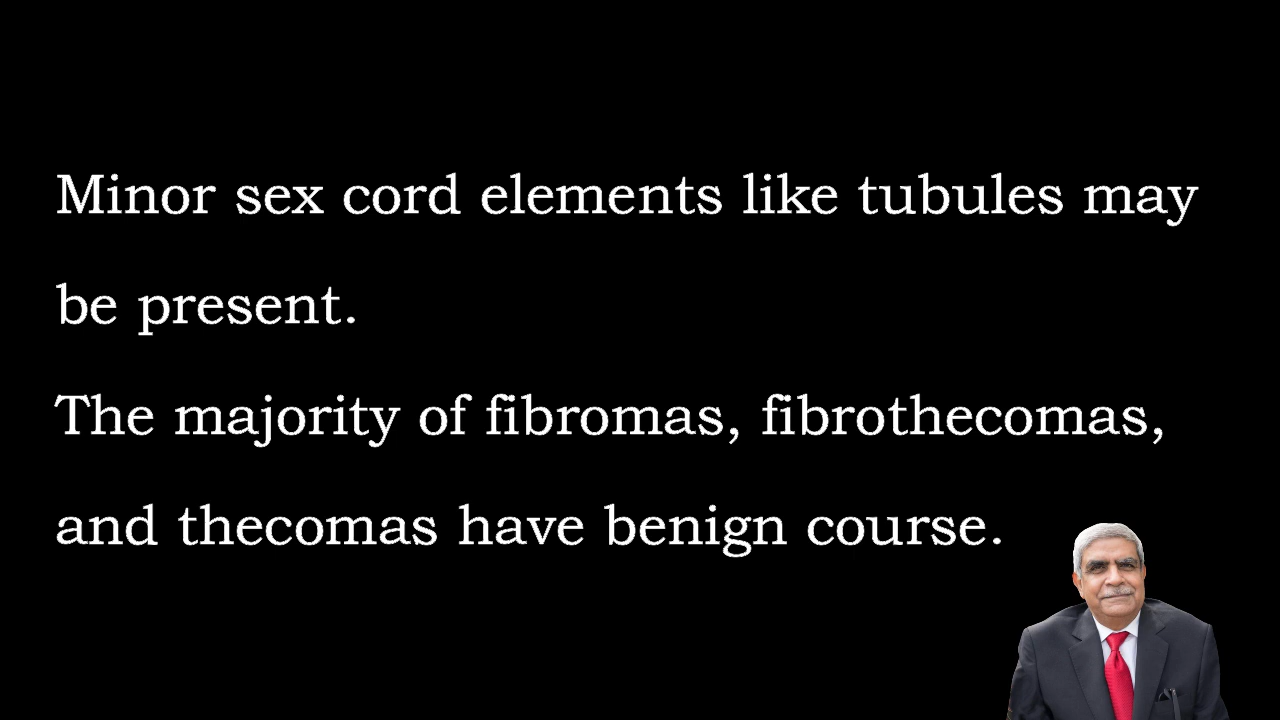 Minor sex cord elements like tubules may
be present.
The majority of fibromas, fibrothecomas,
and thecomas have benign course.